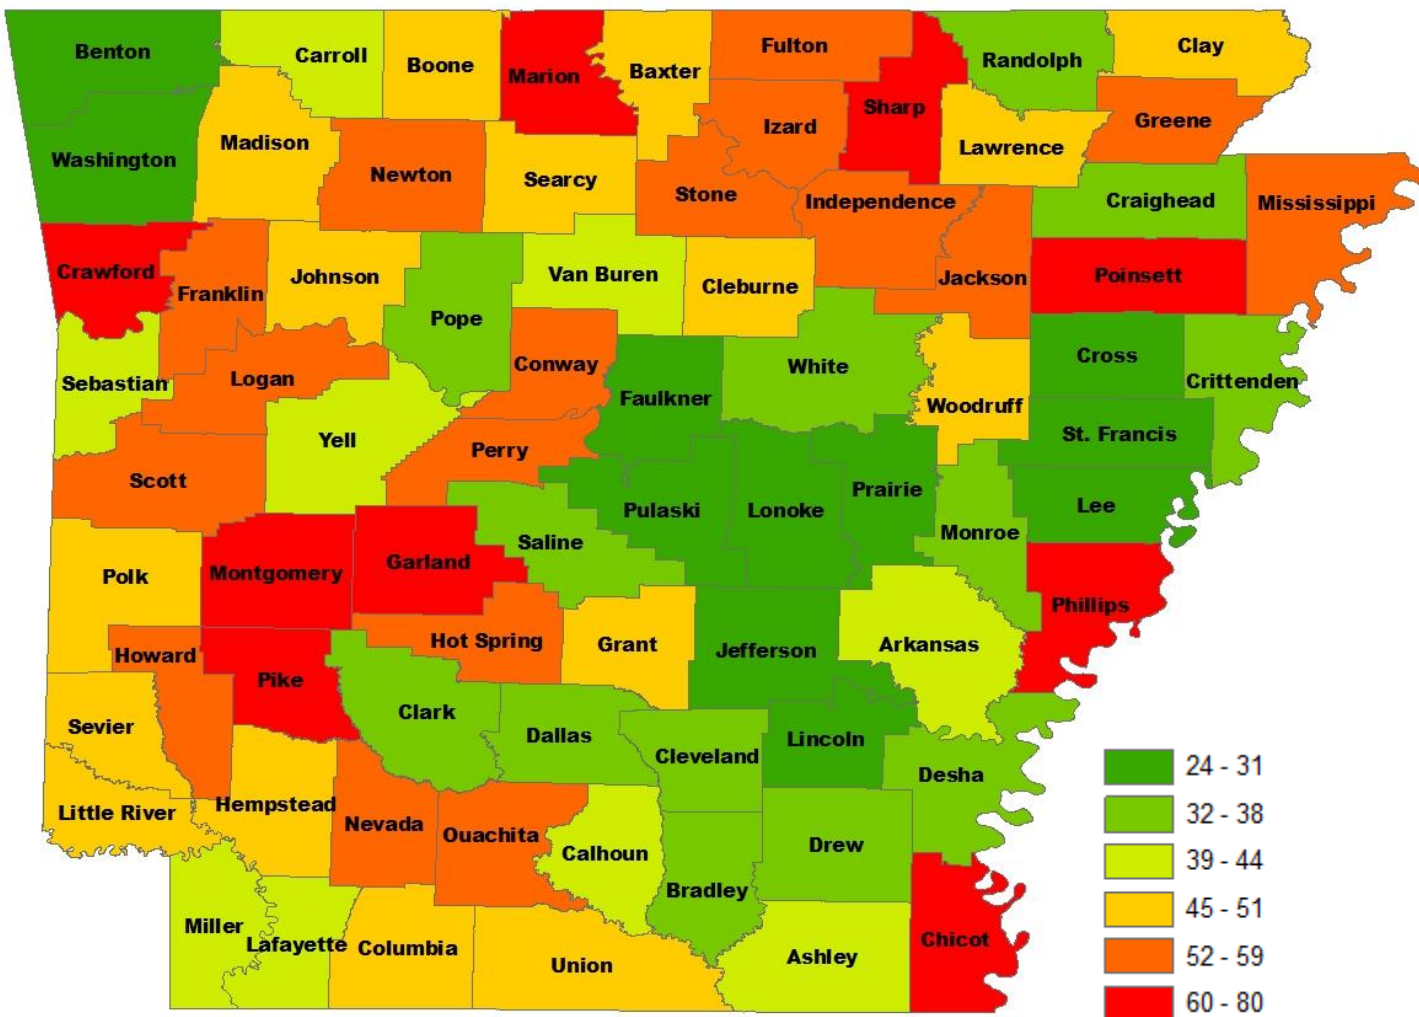 Benton
Carroll
Boone
Marion
Baxter
Fulton
Sharp
Randolph
Clay
Washington
Madison
Newton
Searcy
Stone
Izard
Lawrence
Greene
Independence
Craighead
Mississippi
Crawford
Franklin
Johnson
Pope
Van Buren
Cleburne
Jackson
Poinsett
Sebastian
Logan
Conway
Faulkner
White
Woodruff
Cross
Crittenden
Yell
Perry
St. Francis
Scott
Pulaski
Lonoke
Prairie
Monroe
Lee
Polk
Montgomery
Garland
Saline
Phillips
Howard
Pike
Hot Spring
Grant
Jefferson
Arkansas
Sevier
Clark
Dallas
Cleveland
Lincoln
Desha
Little River
Hempstead
Nevada
Ouachita
Calhoun
Bradley
Drew
Miller
Lafayette
Columbia
Union
Ashley
Chicot
24 - 31
32 - 38
39 - 44
45 - 51
52 - 59
60 - 80